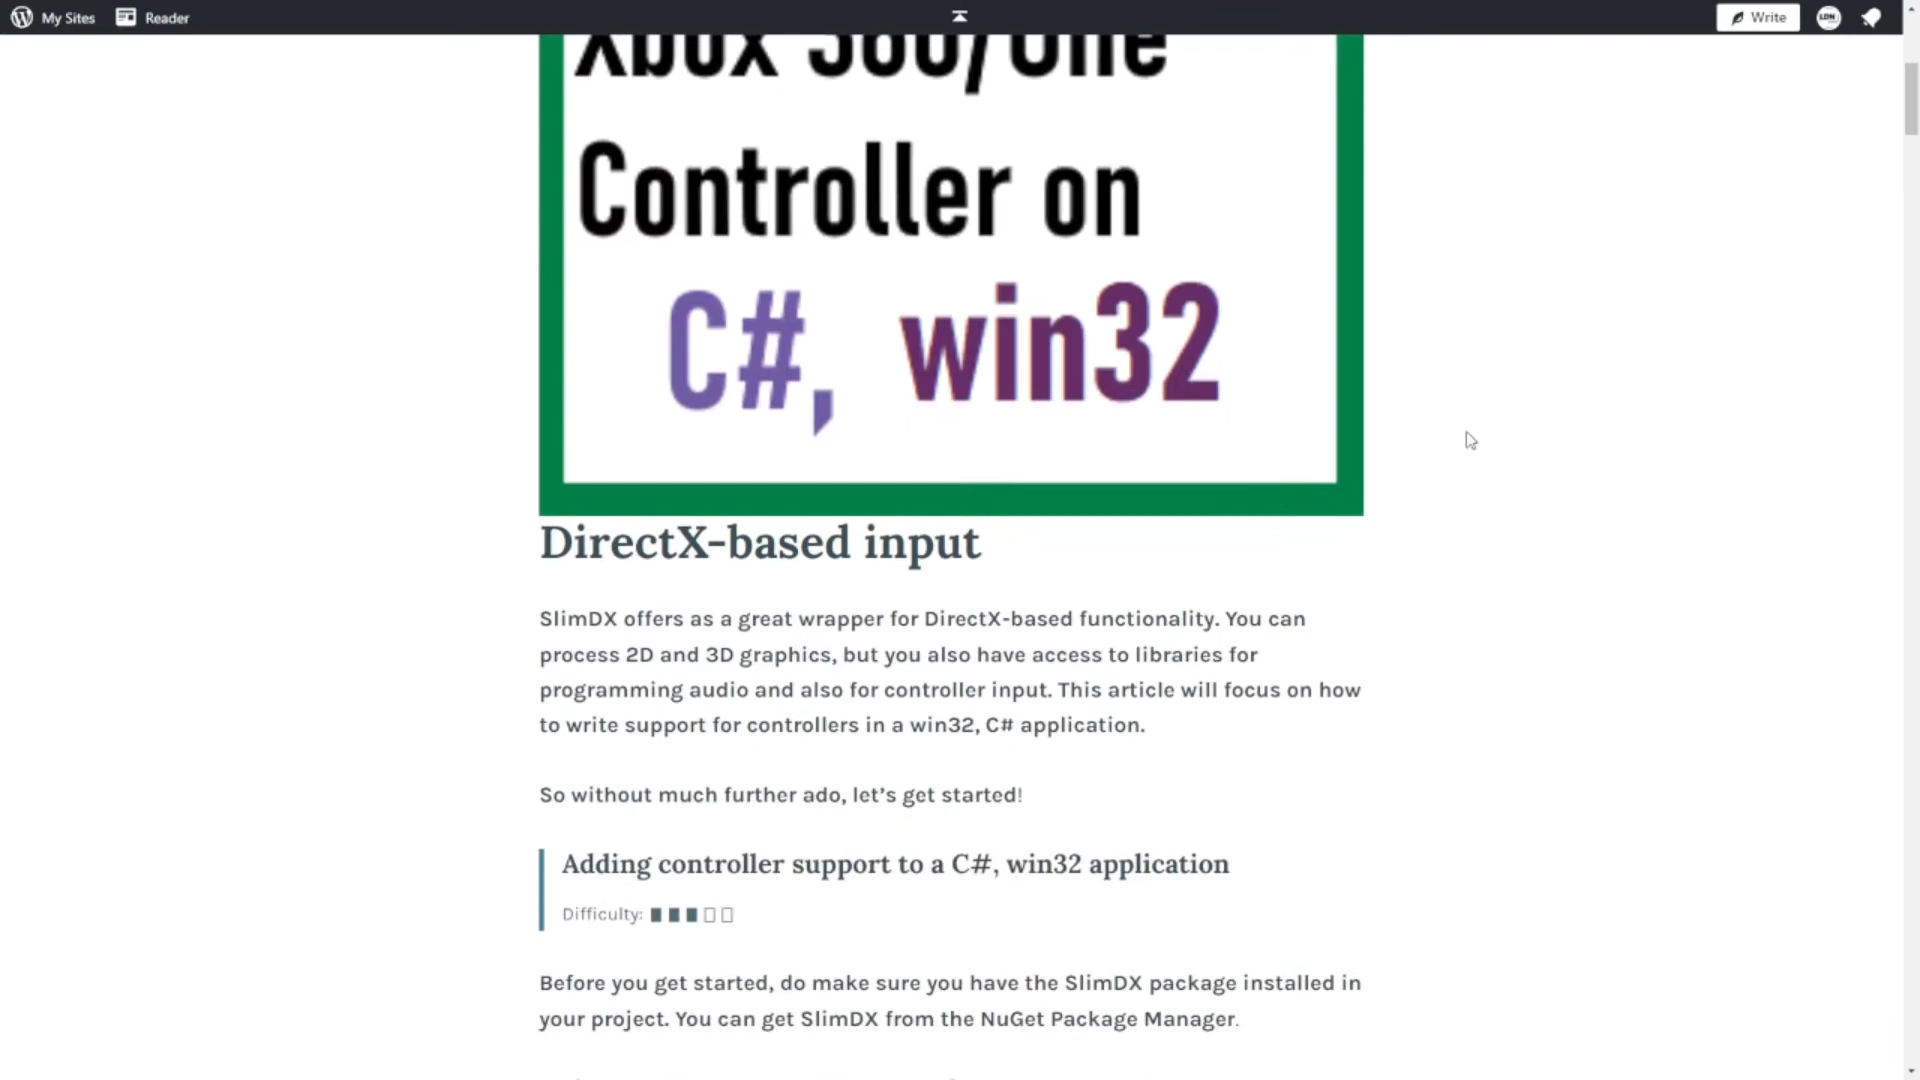 My Sites Reader Write
Xbox 360/One
Controller on
C#, win32
DirectX-based input
SlimDX offers as a great wrapper for DirectX-based functionality. You can
process 2D and 3D graphics, but you also have access to libraries for
programming audio and also for controller input. This article will focus on how
to write support for controllers in a win32, C# application.
So without much further ado, let’s get started!
Adding controller support to a C#, win32 application
Difficulty:
Before you get started, do make sure you have the SlimDX package installed in
your project. You can get SlimDX from the NuGet Package Manager.